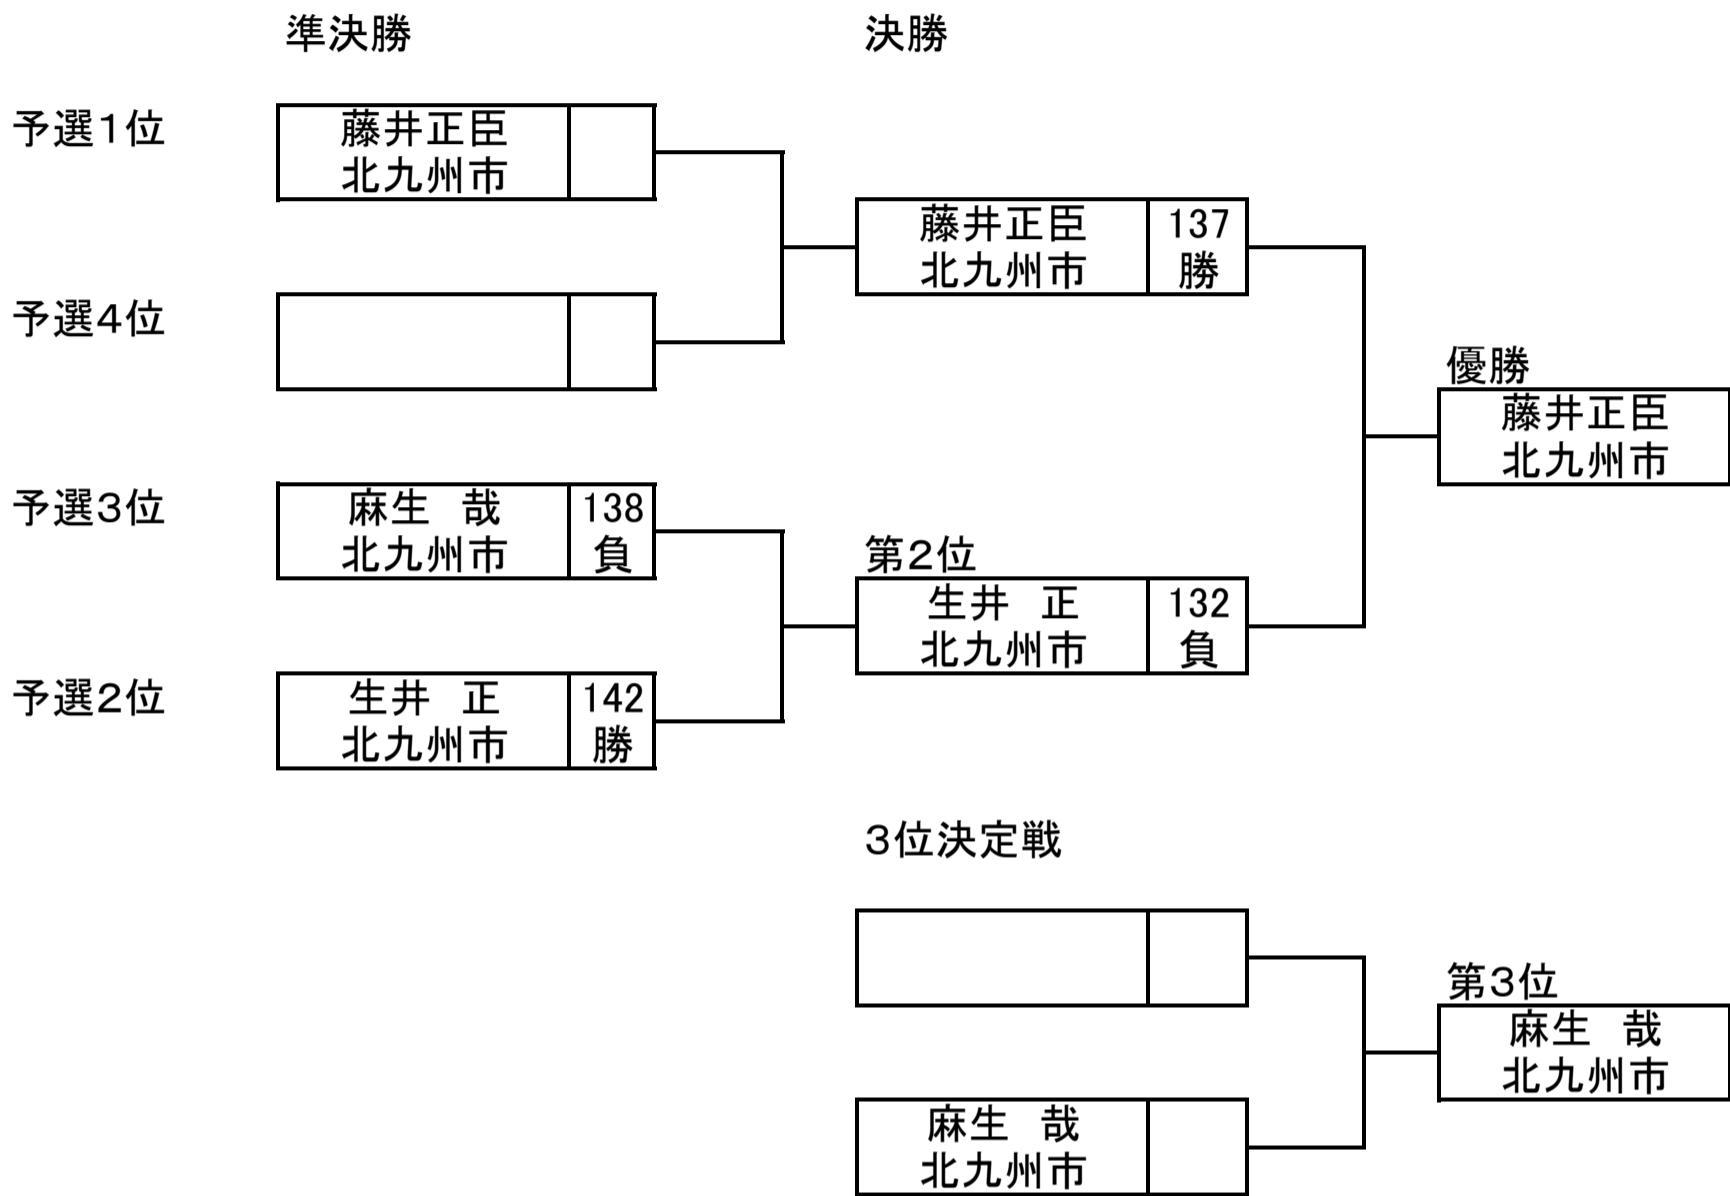 準決勝
決勝
予選1位
藤井正臣
北九州市
藤井正臣 137
北九州市 勝
予選4位
優勝
藤井正臣
北九州市
予選3位
麻生　哉 138
北九州市 負
第2位
生井　正 132
北九州市 負
予選2位
生井　正 142
北九州市 勝
3位決定戦
第3位
麻生　哉
北九州市
麻生　哉
北九州市